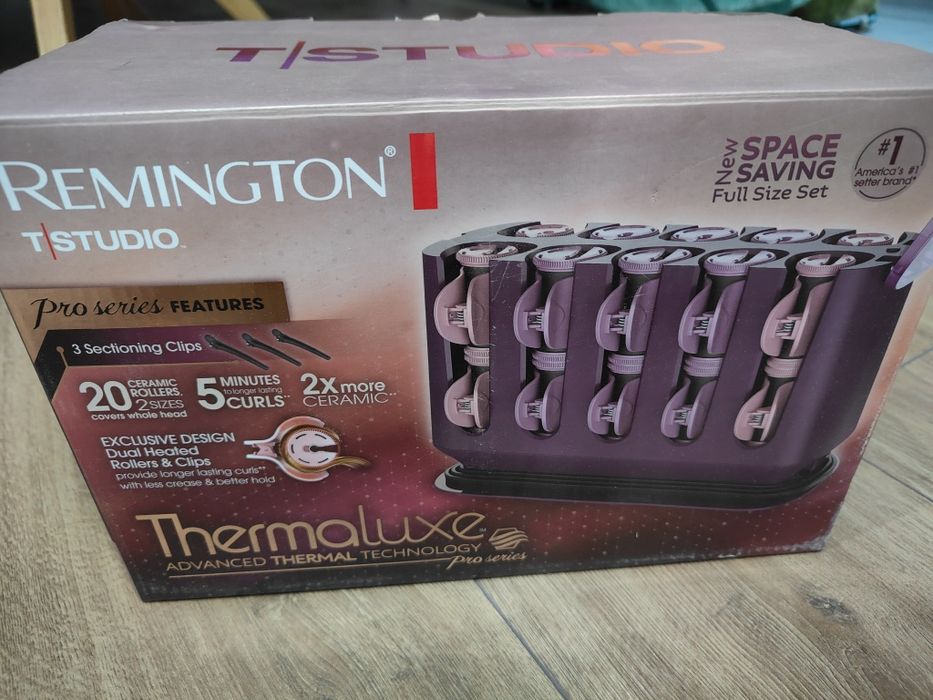 T|STUDIO
REMINGTON®
T|STUDIO™
New SPACE
SAVING
Full Size Set
#1
America's #1
setter brand*
Pro series FEATURES
3 Sectioning Clips
20 CERAMIC
ROLLERS,
2 SIZES
covers whole head
5 MINUTES
to longer lasting
CURLS**
2X more
CERAMIC**
EXCLUSIVE DESIGN
Dual Heated
Rollers & Clips
provide longer lasting curls**
with less crease & better hold
Thermaluxe™
ADVANCED THERMAL TECHNOLOGY
Pro series